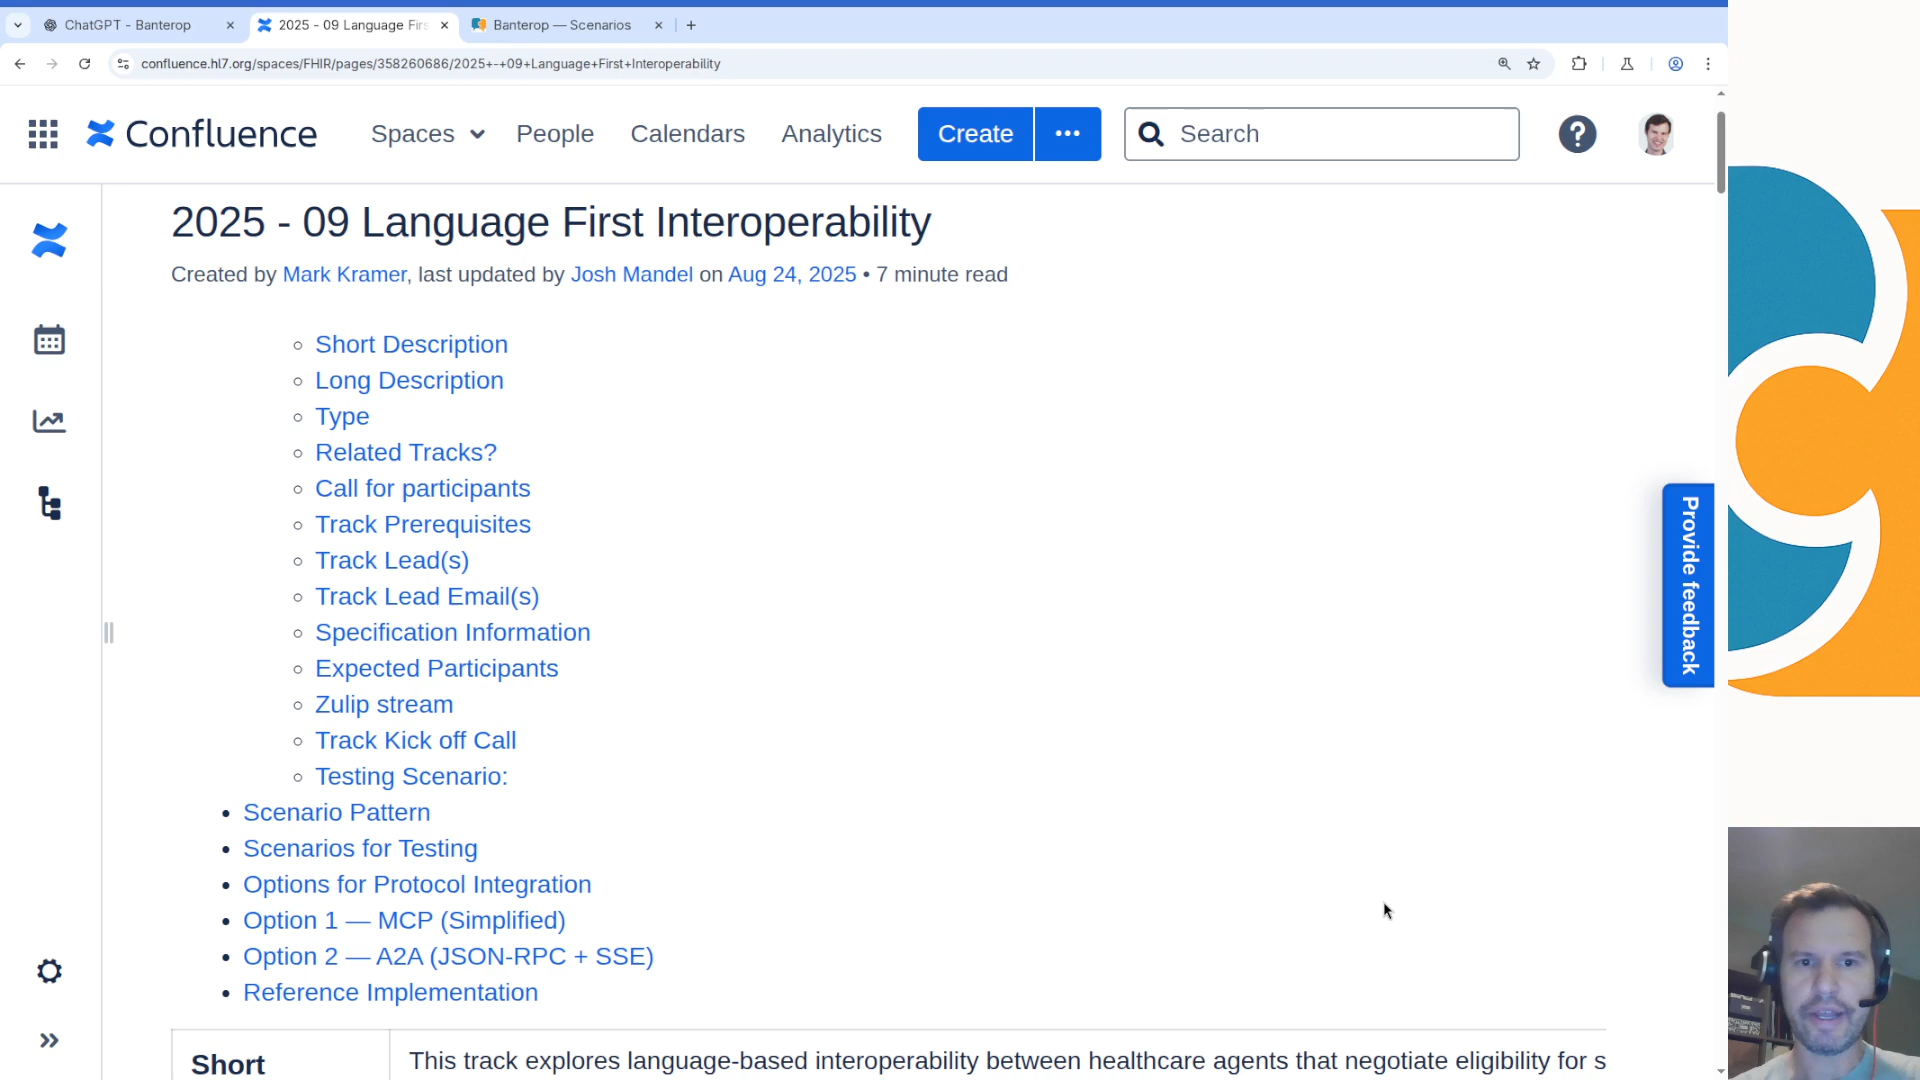 ChatGPT - Banterop
2025 - 09 Language Firs
Banterop — Scenarios
confluence.hl7.org/spaces/FHIR/pages/358260686/2025+-+09+Language+First+Interoperability
Confluence
Spaces
People
Calendars
Analytics
Create
Search
2025 - 09 Language First Interoperability
Created by Mark Kramer, last updated by Josh Mandel on Aug 24, 2025 • 7 minute read
Short Description
Long Description
Type
Related Tracks?
Call for participants
Track Prerequisites
Track Lead(s)
Track Lead Email(s)
Specification Information
Expected Participants
Zulip stream
Track Kick off Call
Testing Scenario:
Scenario Pattern
Scenarios for Testing
Options for Protocol Integration
Option 1 — MCP (Simplified)
Option 2 — A2A (JSON-RPC + SSE)
Reference Implementation
Short
This track explores language-based interoperability between healthcare agents that negotiate eligibility for s
Provide feedback